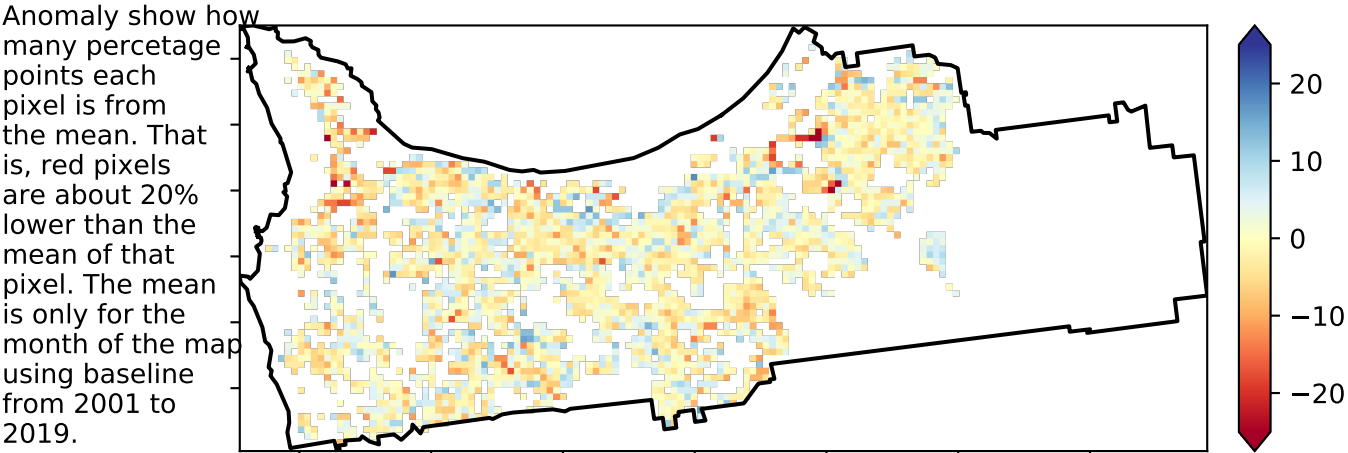 Anomaly show how
many percetage
points each
pixel is from
the mean. That
is, red pixels
are about 20%
lower than the
mean of that
pixel. The mean
is only for the
month of the map
using baseline
from 2001 to
2019.
20
10
0
−10
−20